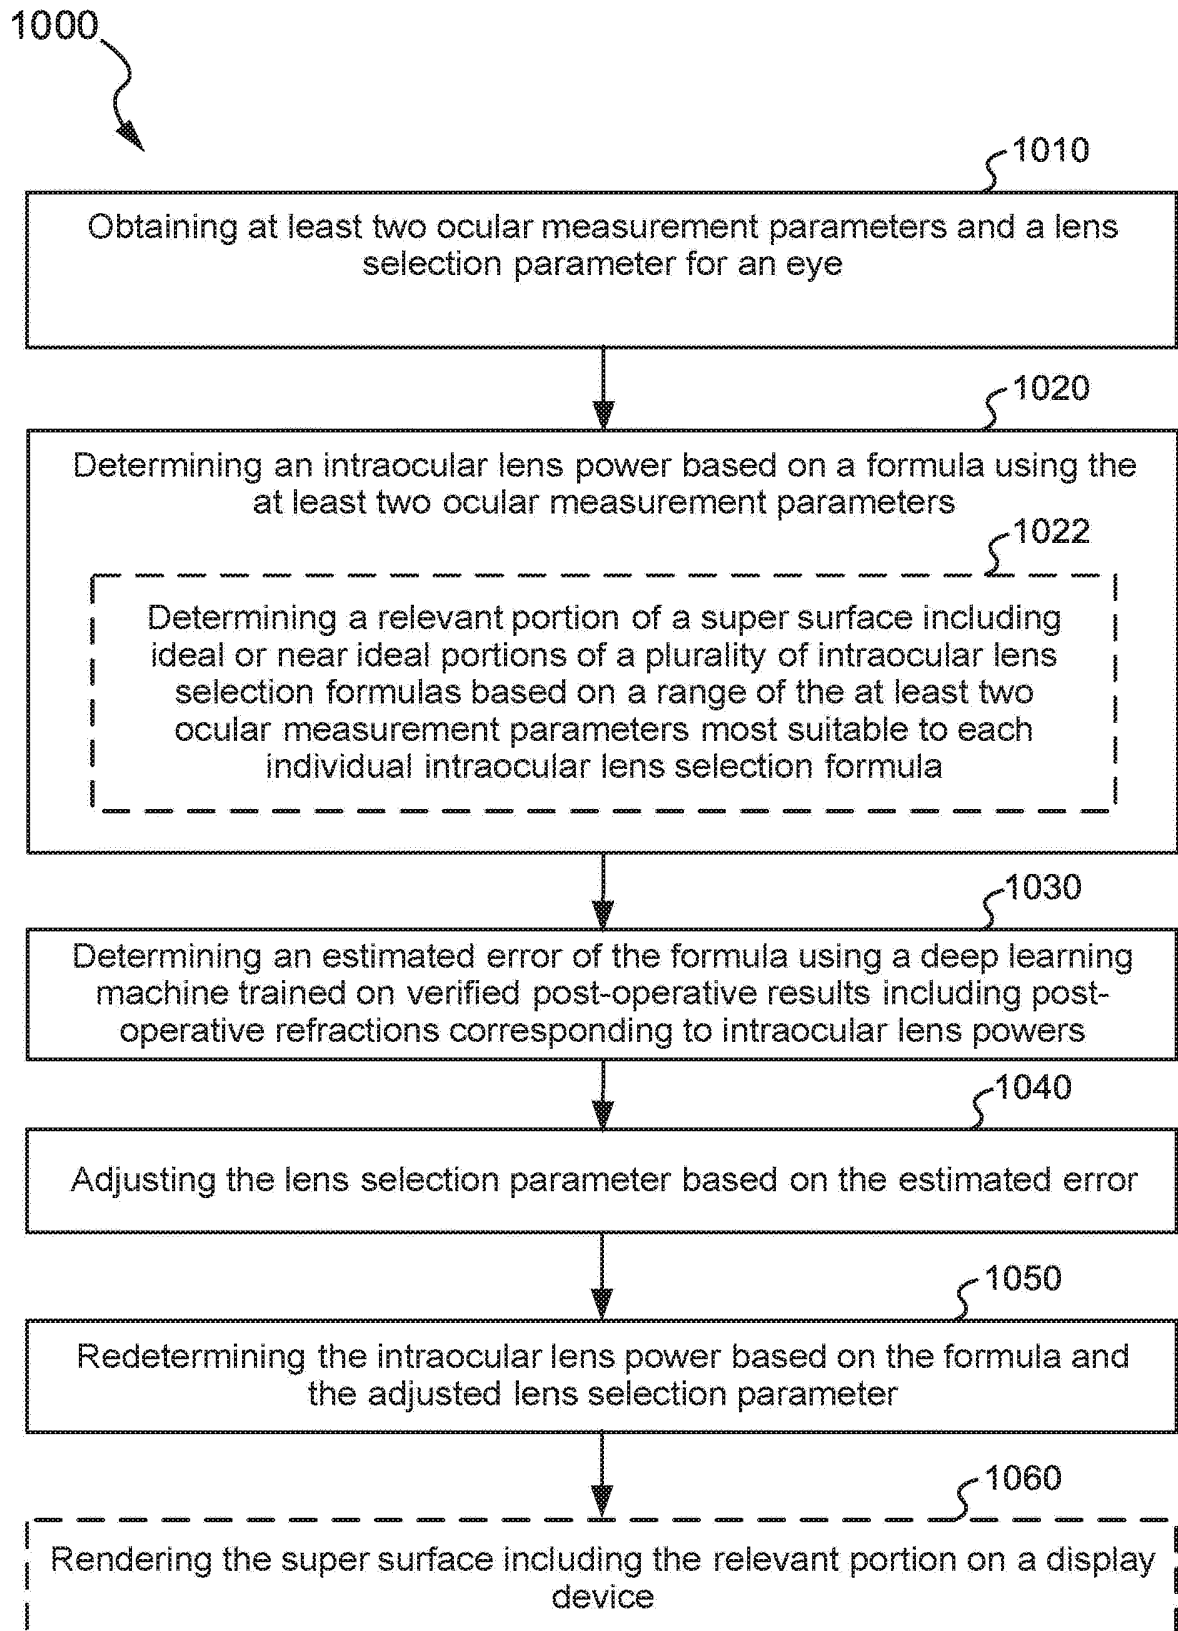 1000
1010
Obtaining at least two ocular measurement parameters and a lens
selection parameter for an eye
1020
Determining an intraocular lens power based on a formula using the
at least two ocular measurement parameters
1022
Determining a relevant portion of a super surface including
ideal or near ideal portions of a plurality of intraocular lens
selection formulas based on a range of the at least two
ocular measurement parameters most suitable to each
individual intraocular lens selection formula
1030
Determining an estimated error of the formula using a deep learning
machine trained on verified post-operative results including post-
operative refractions corresponding to intraocular lens powers
1040
Adjusting the lens selection parameter based on the estimated error
1050
Redetermining the intraocular lens power based on the formula and
the adjusted lens selection parameter
1060
Rendering the super surface including the relevant portion on a display
device